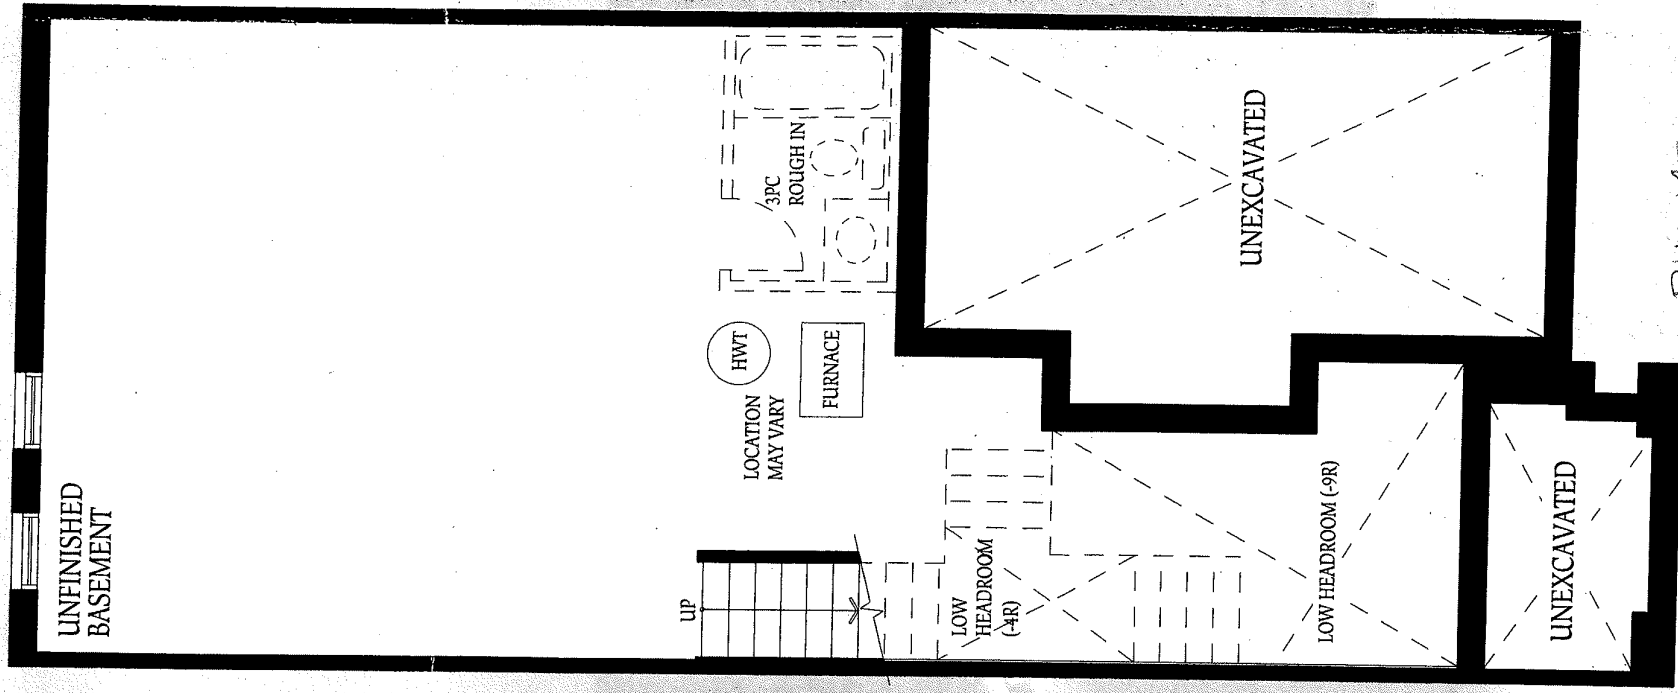 UNFINISHED
BASEMENT
UP
LOCATION
MAY VARY
HWT
FURNACE
3PC
ROUGH IN
LOW
HEADROOM
(-4R)
LOW HEADROOM (-9R)
UNEXCAVATED
UNEXCAVATED